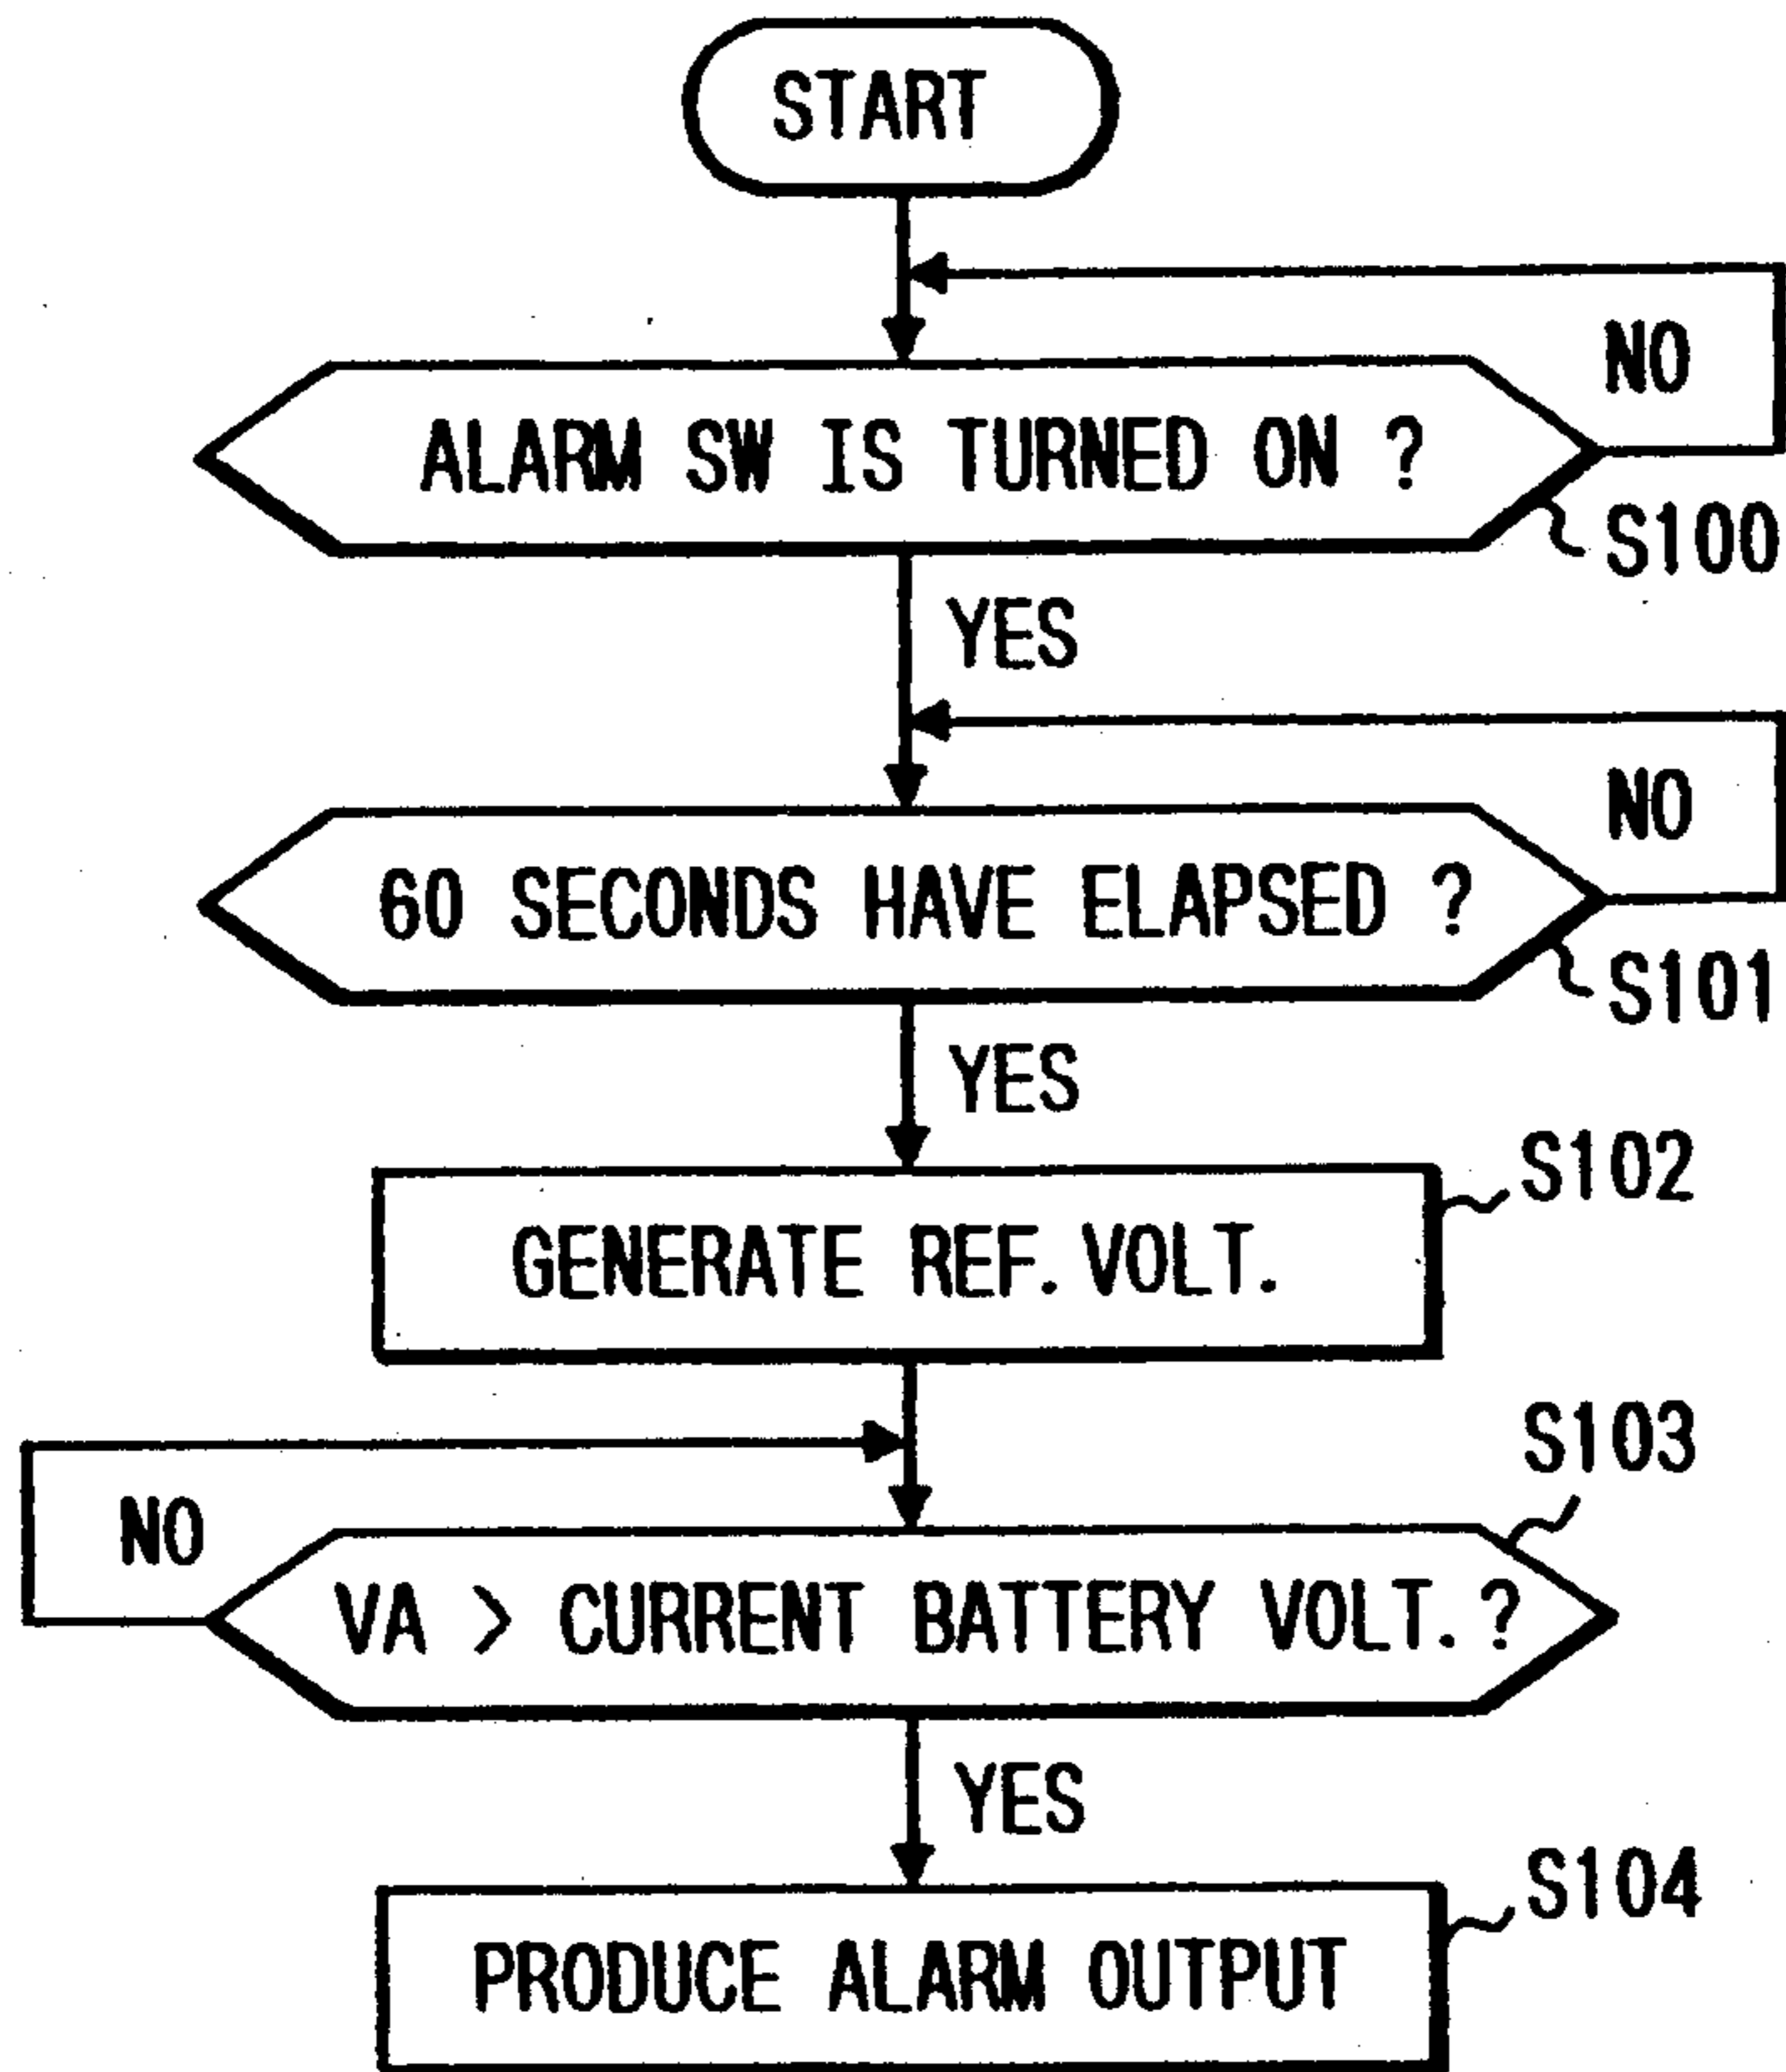 START
NO
ALARM SW IS TURNED ON ?
S100
YES
NO
60 SECONDS HAVE ELAPSED ?
S101
YES
S102
GENERATE REF. VOLT.
S103
NO
VA > CURRENT BATTERY VOLT. ?
YES
S104
PRODUCE ALARM OUTPUT